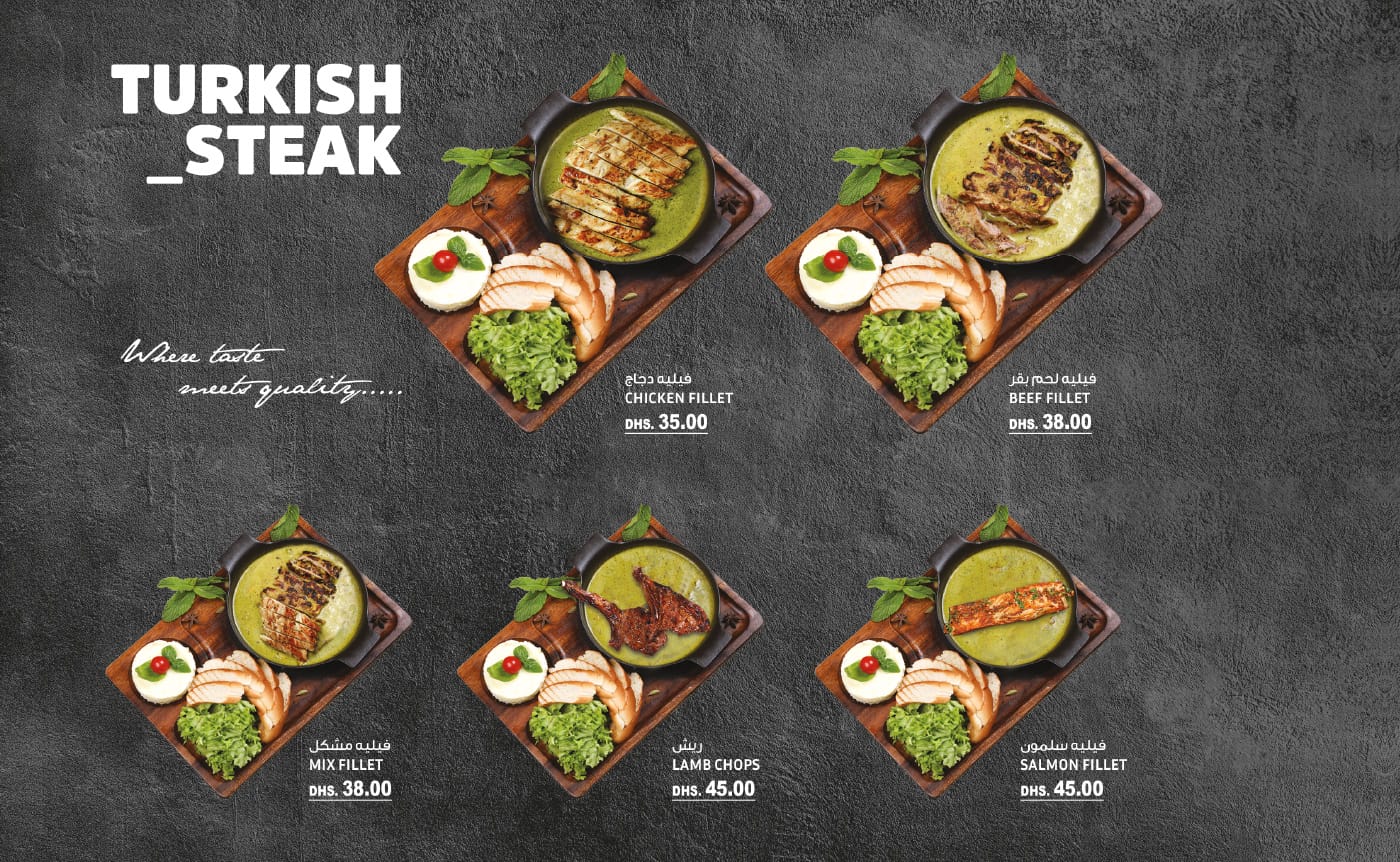 TURKISH
_STEAK
Where taste
meets quality.....
فيليه دجاج
CHICKEN FILLET
DHS. 35.00
فيليه لحم بقر
BEEF FILLET
DHS. 38.00
فيليه مشكل
MIX FILLET
DHS. 38.00
ريش
LAMB CHOPS
DHS. 45.00
فيليه سلمون
SALMON FILLET
DHS. 45.00